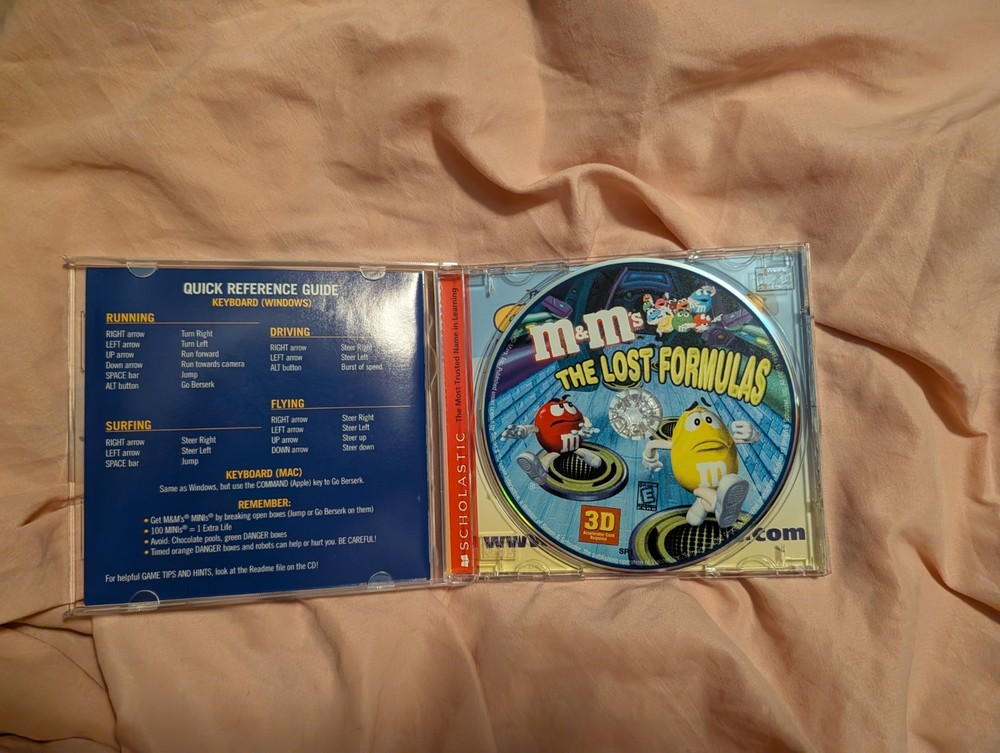 QUICK REFERENCE GUIDE
KEYBOARD (WINDOWS)
RUNNING
RIGHT arrow Turn Right
LEFT arrow Turn Left
UP arrow Run forward
Down arrow Run towards camera
SPACE bar Jump
ALT button Go Berserk
DRIVING
RIGHT arrow Steer Right
LEFT arrow Steer Left
ALT button Burst of speed
SURFING
RIGHT arrow Steer Right
LEFT arrow Steer Left
SPACE bar Jump
FLYING
RIGHT arrow Steer Right
LEFT arrow Steer Left
UP arrow Steer up
DOWN arrow Steer down
KEYBOARD (MAC)
Same as Windows, but use the COMMAND (Apple) key to Go Berserk.
REMEMBER:
• Get M&M's® MINIs® by breaking open boxes (Jump or Go Berserk on them)
• 100 MINIs® = 1 Extra Life
• Avoid: Chocolate pools, green DANGER boxes
• Timed orange DANGER boxes and robots can help or hurt you. BE CAREFUL!
For helpful GAME TIPS AND HINTS, look at the Readme file on the CD!
SCHOLASTIC The Most Trusted Name in Learning
m&m's
THE LOST FORMULAS
m
m
E
3D
Accelerator Card
Required
www
.com